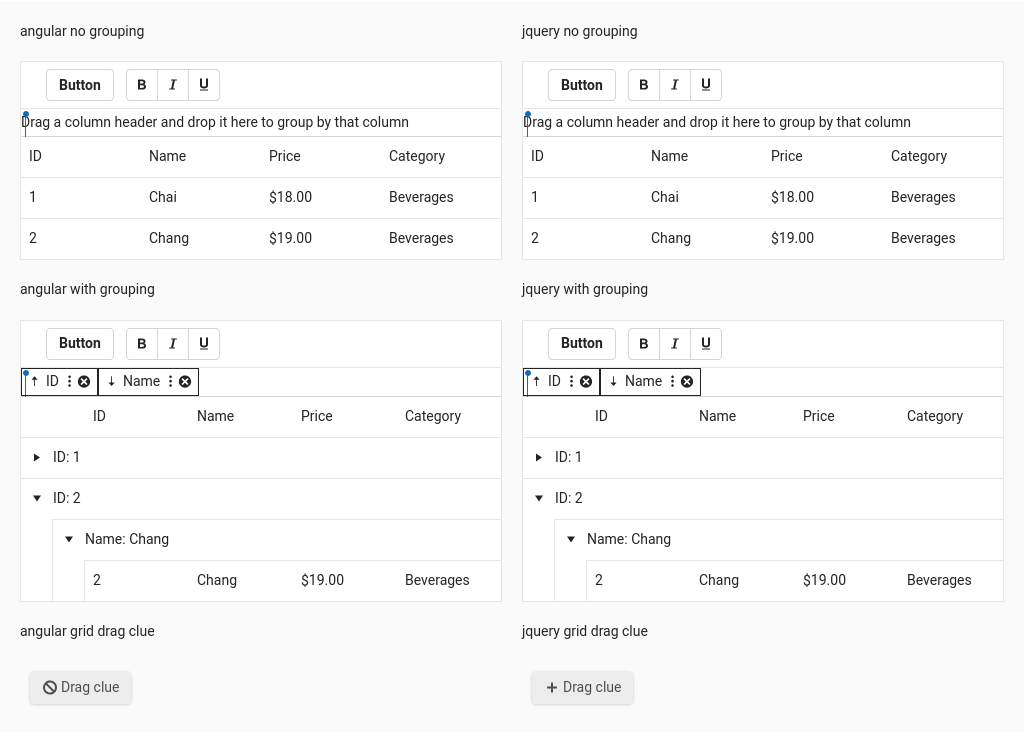 angular no grouping
Button B I U
Drag a column header and drop it here to group by that column
ID Name Price Category
1 Chai $18.00 Beverages
2 Chang $19.00 Beverages
jquery no grouping
Button B I U
Drag a column header and drop it here to group by that column
ID Name Price Category
1 Chai $18.00 Beverages
2 Chang $19.00 Beverages
angular with grouping
Button B I U
ID Name
ID Name Price Category
ID: 1
ID: 2
Name: Chang
2 Chang $19.00 Beverages
jquery with grouping
Button B I U
ID Name
ID Name Price Category
ID: 1
ID: 2
Name: Chang
2 Chang $19.00 Beverages
angular grid drag clue
Drag clue
jquery grid drag clue
Drag clue